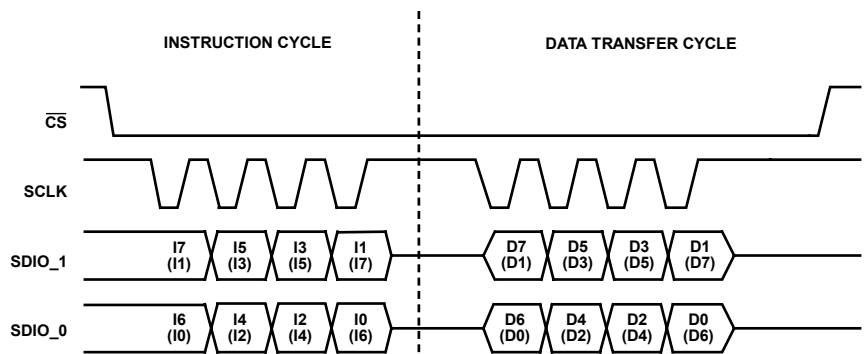 INSTRUCTION CYCLE DATA TRANSFER CYCLE
CS
SCLK
SDIO_1 I7 I5 I3 I1 D7 D5 D3 D1
(I1) (I3) (I5) (I7) (D1) (D3) (D5) (D7)
SDIO_0 I6 I4 I2 I0 D6 D4 D2 D0
(I0) (I2) (I4) (I6) (D0) (D2) (D4) (D6)